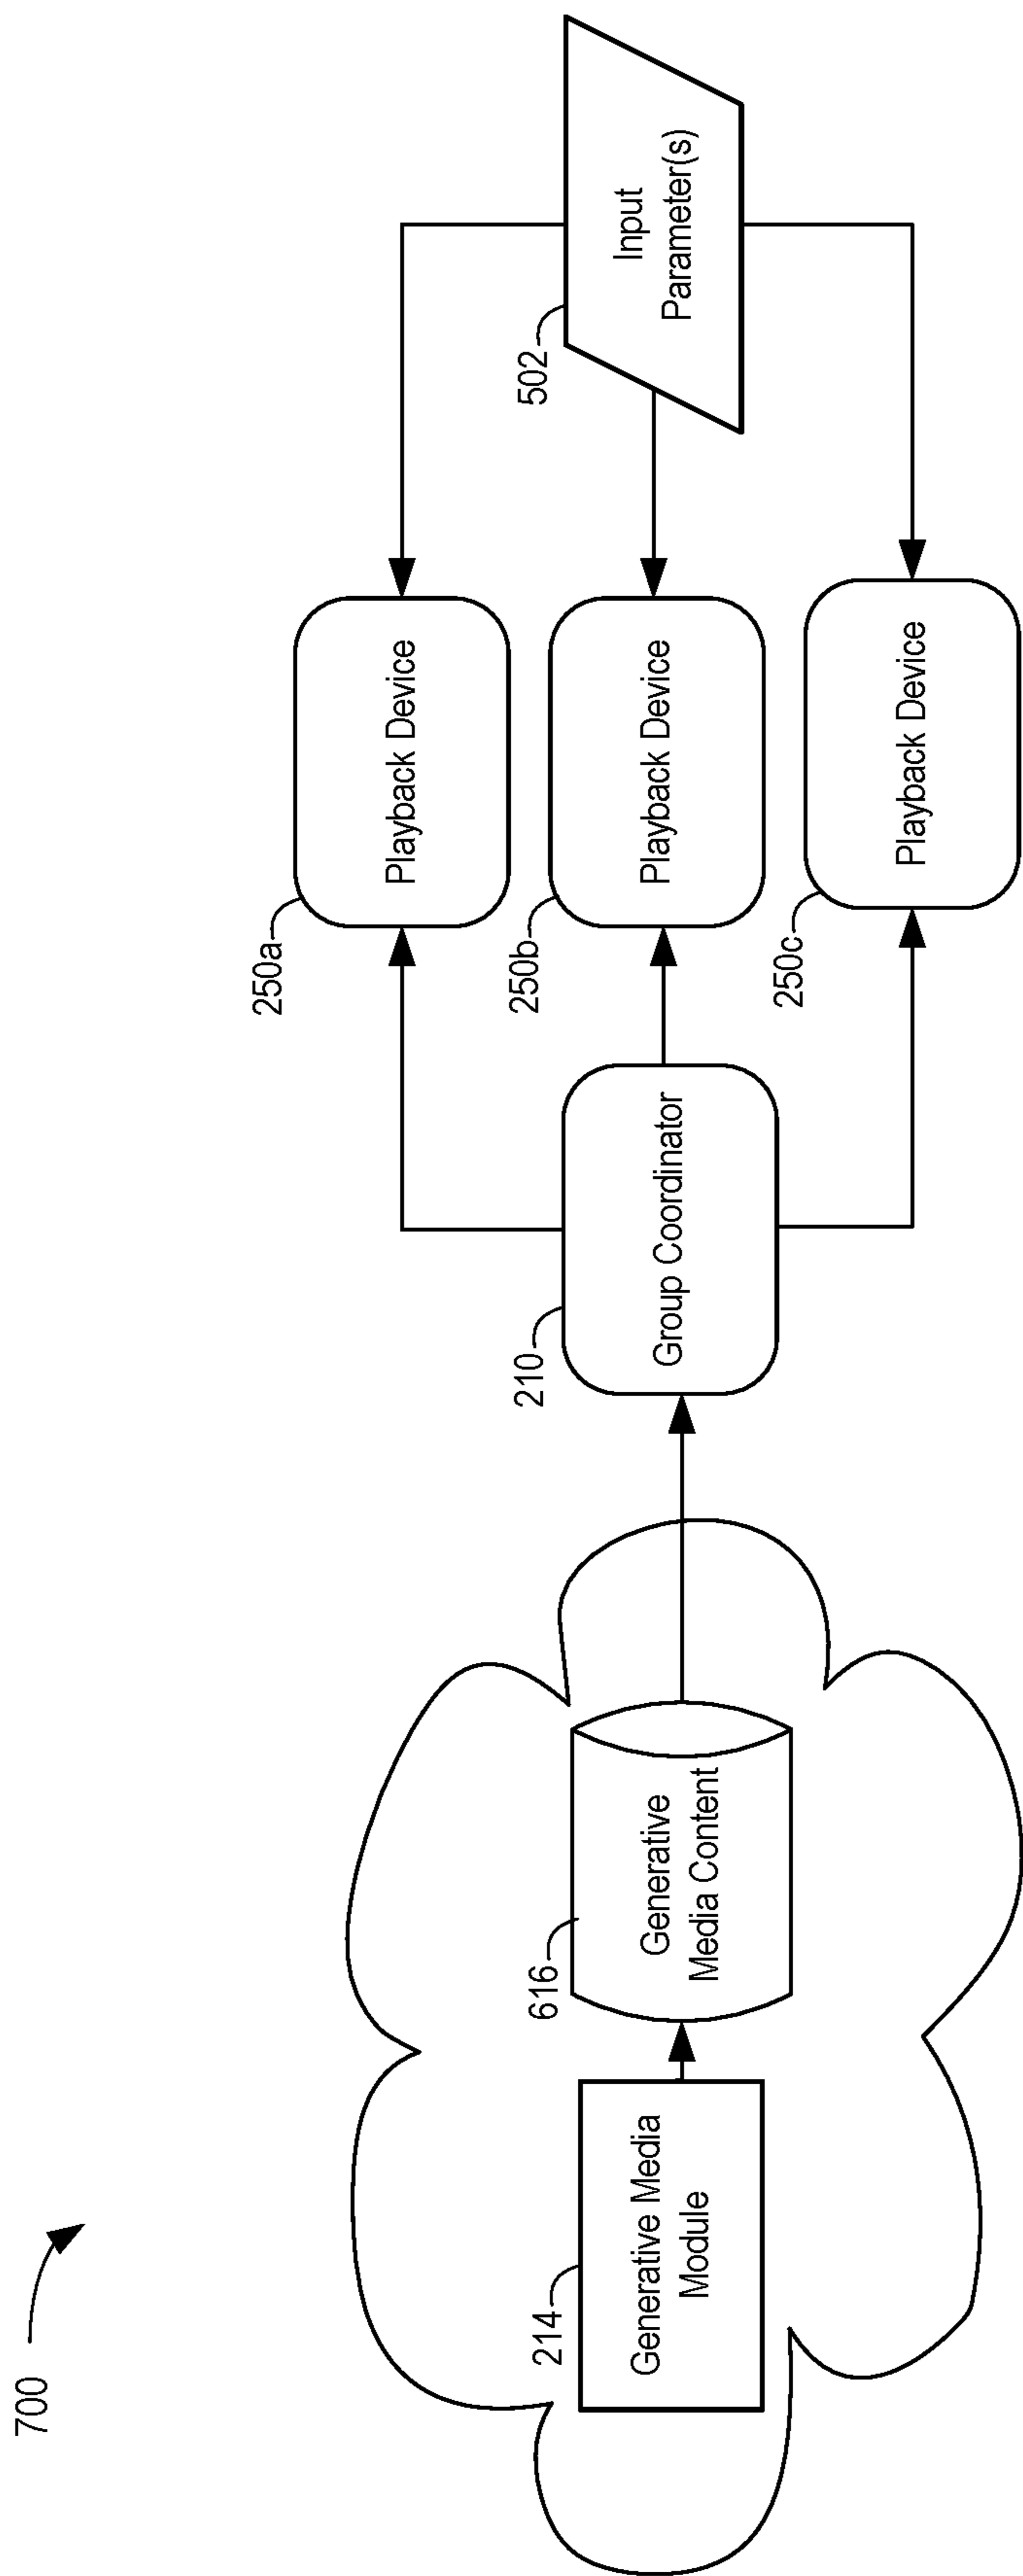 700
214
Generative Media
Module
616
Generative
Media Content
210
Group Coordinator
250a
Playback Device
250b
Playback Device
250c
Playback Device
502
Input
Parameter(s)